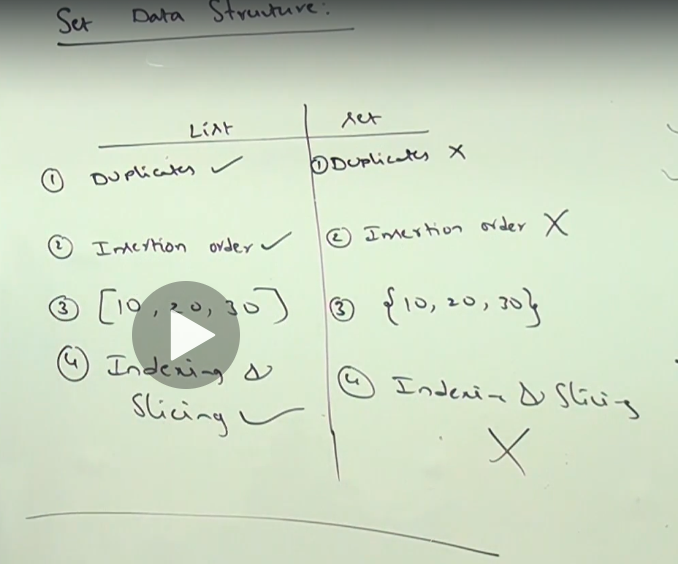 Set Data Structure:
List
Set
① Duplicates ✓
① Duplicates ✗
② Insertion order ✓
② Insertion order ✗
③ [10, 20, 30]
③ {10, 20, 30}
④ Indexing &
Slicing ✓
④ Indexin & Slicing
✗